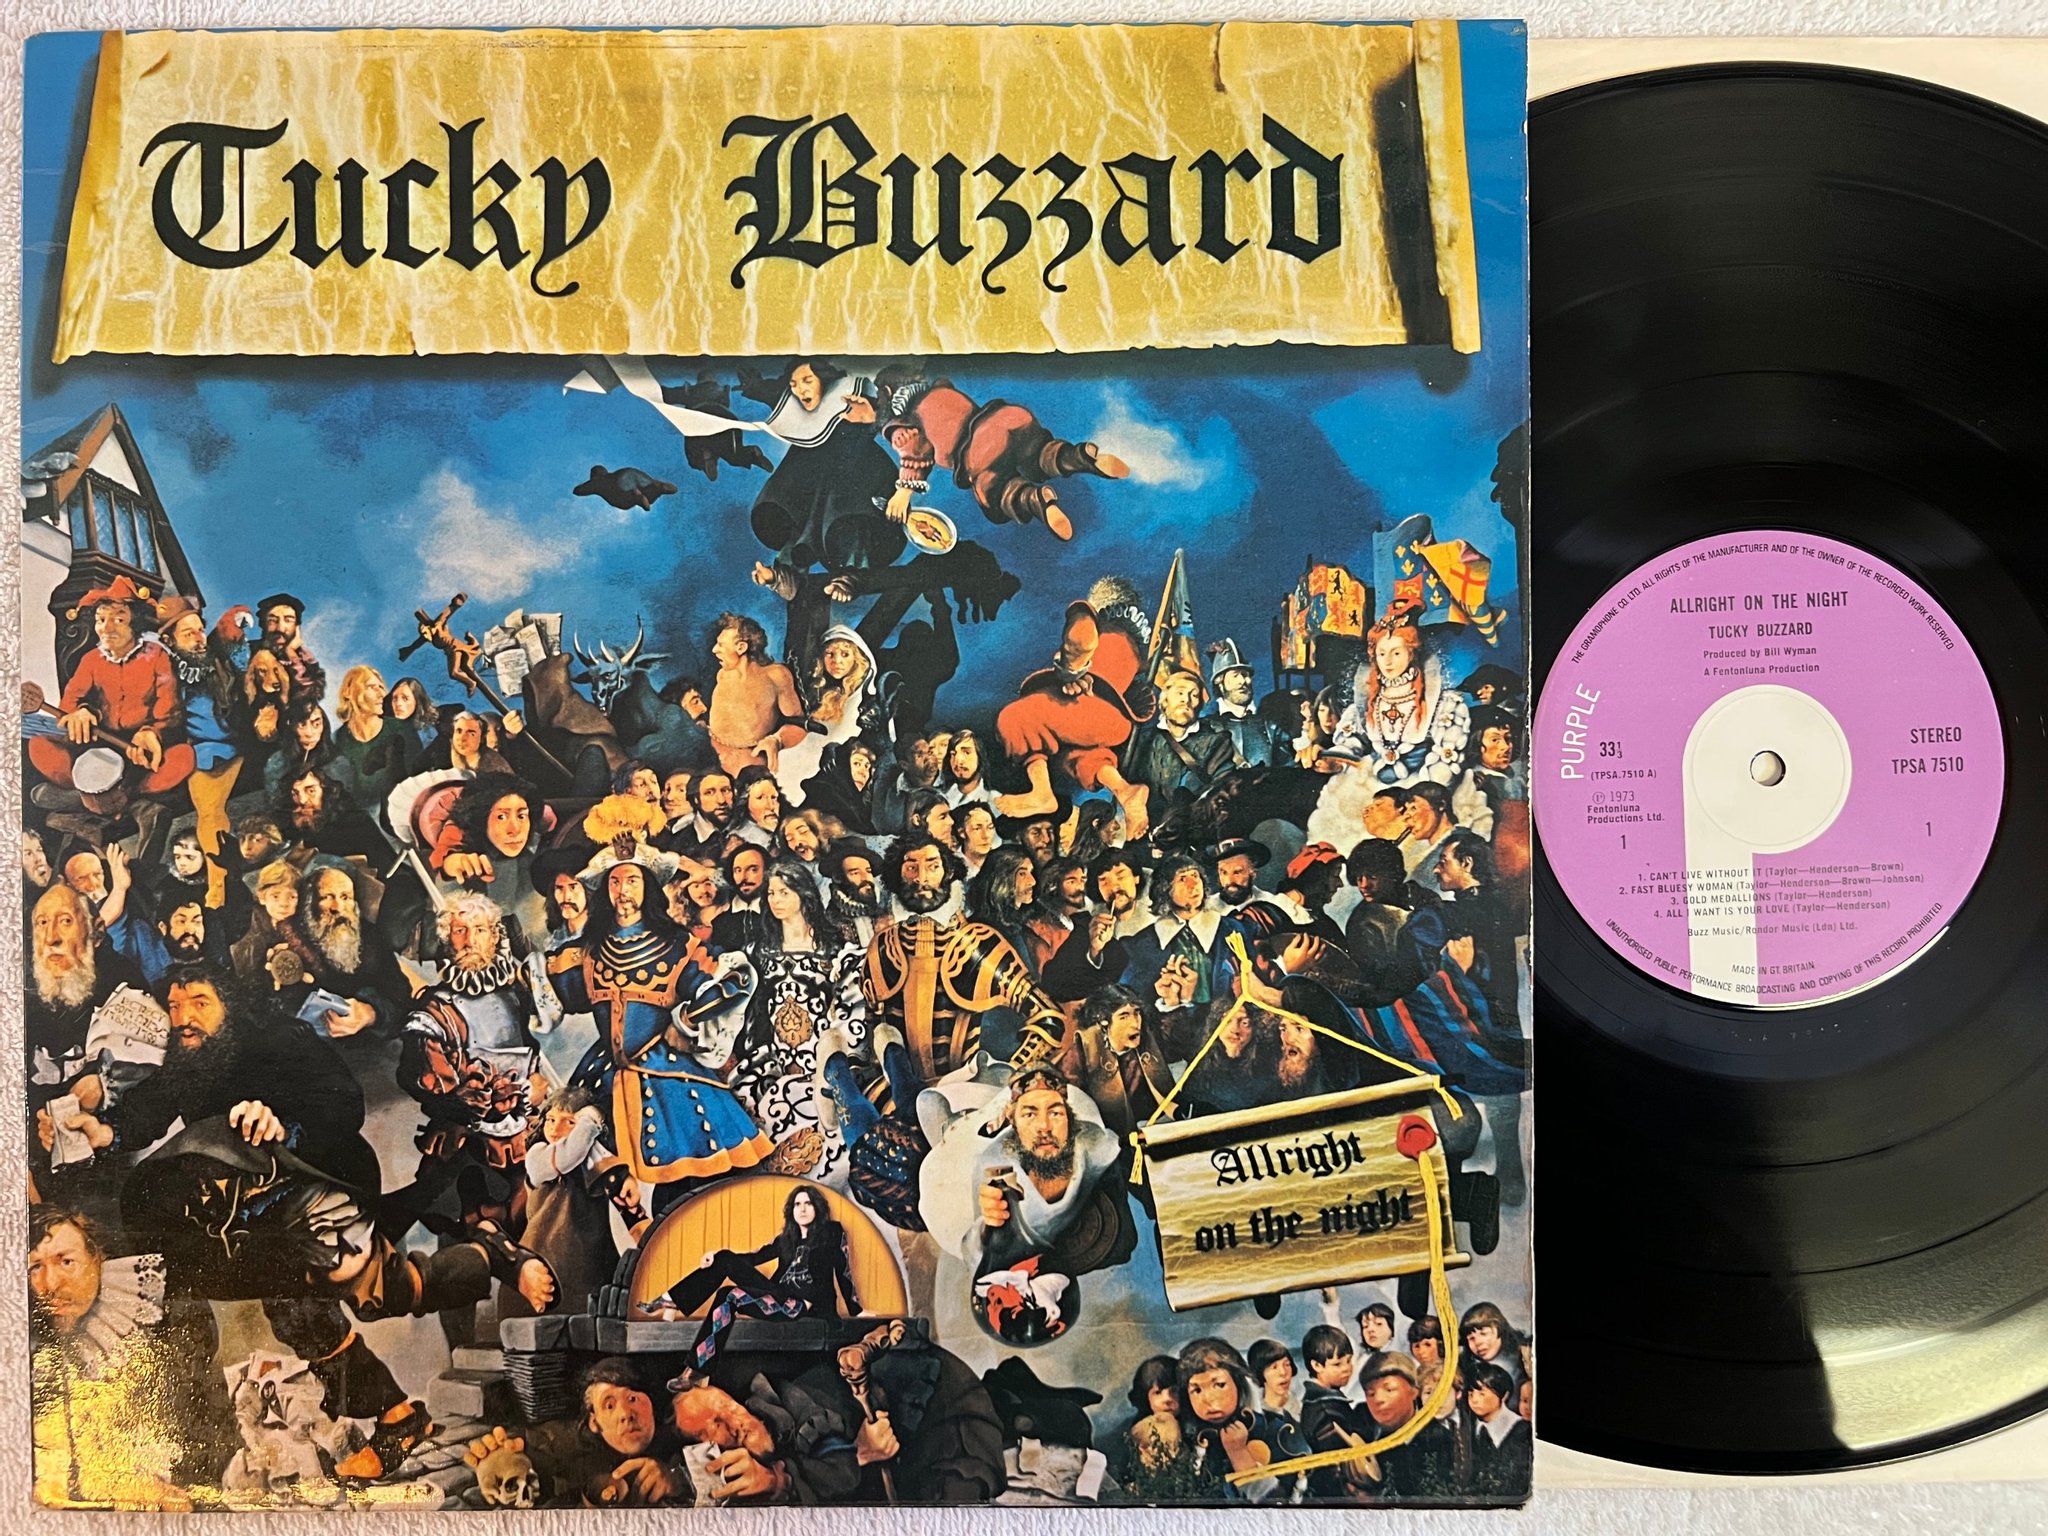 Tucky Buzzard
Allright
on the night
THE GRAMOPHONE CO. LTD. ALL RIGHTS OF THE MANUFACTURER AND OF THE OWNER OF THE RECORDED WORK RESERVED
ALLRIGHT ON THE NIGHT
TUCKY BUZZARD
Produced by Bill Wyman
A Fentonluna Production
PURPLE
33⅓
(TPSA.7510 A)
℗ 1973
Fentonluna
Productions Ltd.
1
STEREO
TPSA 7510
1
1. CAN'T LIVE WITHOUT IT (Taylor—Henderson—Brown)
2. FAST BLUESY WOMAN (Taylor—Henderson—Brown—Johnson)
3. GOLD MEDALLIONS (Taylor—Henderson)
4. ALL I WANT IS YOUR LOVE (Taylor—Henderson)
Buzz Music/Rondor Music (Ldn) Ltd.
MADE IN GT. BRITAIN
UNAUTHORISED PUBLIC PERFORMANCE BROADCASTING AND COPYING OF THIS RECORD PROHIBITED